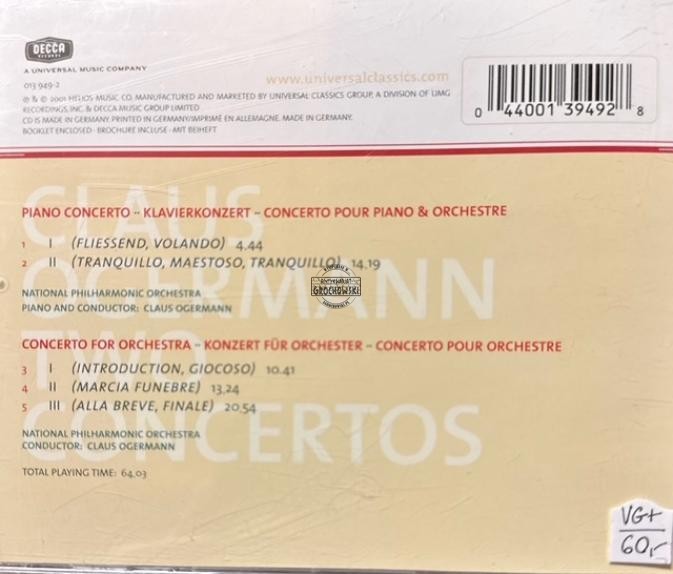 DECCA
RECORDS
A UNIVERSAL MUSIC COMPANY
013 949-2
www.universalclassics.com
℗ & © 2001 HELIOS MUSIC CO. MANUFACTURED AND MARKETED BY UNIVERSAL CLASSICS GROUP, A DIVISION OF UMG
RECORDINGS, INC. & DECCA MUSIC GROUP LIMITED
CD IS MADE IN GERMANY. PRINTED IN GERMANY/IMPRIMÉ EN ALLEMAGNE. MADE IN GERMANY.
BOOKLET ENCLOSED · BROCHURE INCLUSE · MIT BEIHEFT
0 44001 39492 8
CLAUS
OGERMANN
TWO
CONCERTOS
PIANO CONCERTO – KLAVIERKONZERT – CONCERTO POUR PIANO & ORCHESTRE
1 I (FLIESSEND, VOLANDO) 4.44
2 II (TRANQUILLO, MAESTOSO, TRANQUILLO) 14.19
NATIONAL PHILHARMONIC ORCHESTRA
PIANO AND CONDUCTOR: CLAUS OGERMANN
GROCHOWSKI
CONCERTO FOR ORCHESTRA – KONZERT FÜR ORCHESTER – CONCERTO POUR ORCHESTRE
3 I (INTRODUCTION, GIOCOSO) 10.41
4 II (MARCIA FUNEBRE) 13.24
5 III (ALLA BREVE, FINALE) 20.54
NATIONAL PHILHARMONIC ORCHESTRA
CONDUCTOR: CLAUS OGERMANN
TOTAL PLAYING TIME: 64.03
VG+
60,-